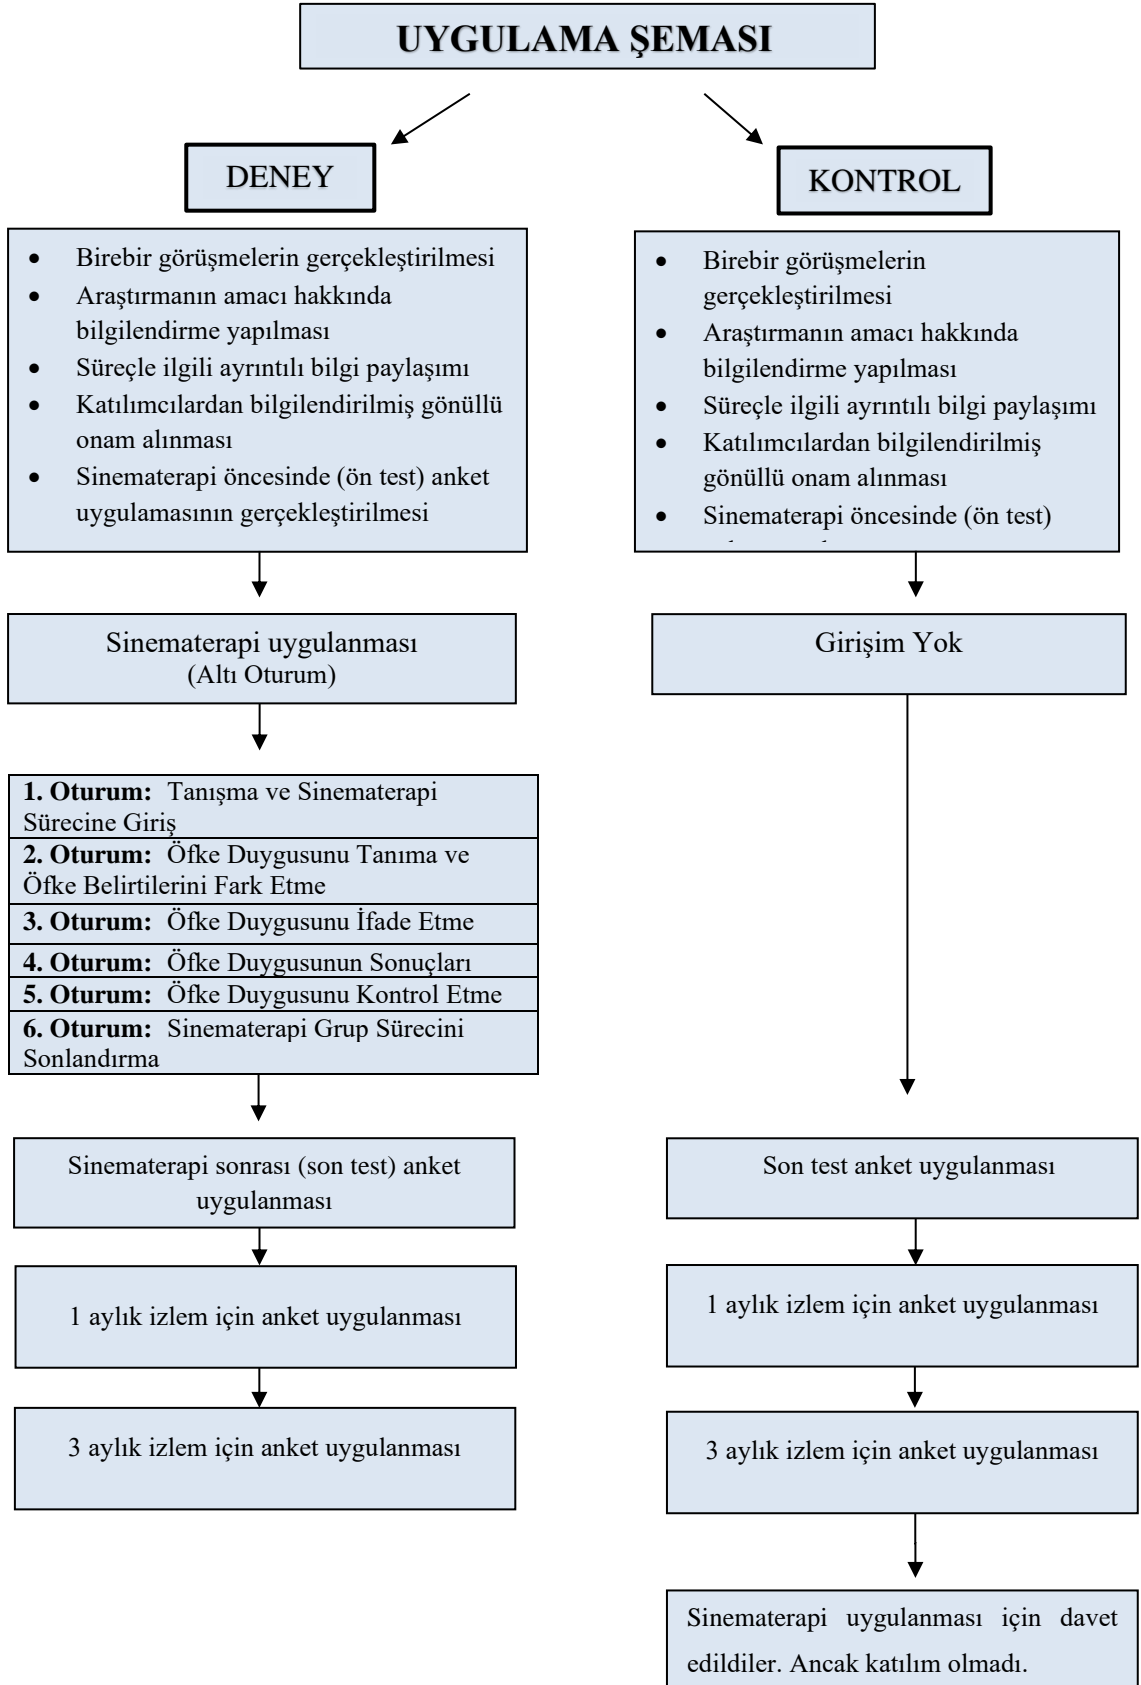 UYGULAMA ŞEMASI
DENEY
• Birebir görüşmelerin gerçekleştirilmesi
• Araştırmanın amacı hakkında
bilgilendirme yapılması
• Süreçle ilgili ayrıntılı bilgi paylaşımı
• Katılımcılardan bilgilendirilmiş gönüllü
onam alınması
• Sinematerapi öncesinde (ön test) anket
uygulamasının gerçekleştirilmesi
Sinematerapi uygulanması
(Altı Oturum)
1. Oturum: Tanışma ve Sinematerapi
Sürecine Giriş
2. Oturum: Öfke Duygusunu Tanıma ve
Öfke Belirtilerini Fark Etme
3. Oturum: Öfke Duygusunu İfade Etme
4. Oturum: Öfke Duygusunun Sonuçları
5. Oturum: Öfke Duygusunu Kontrol Etme
6. Oturum: Sinematerapi Grup Sürecini
Sonlandırma
Sinematerapi sonrası (son test) anket
uygulanması
1 aylık izlem için anket uygulanması
3 aylık izlem için anket uygulanması
KONTROL
• Birebir görüşmelerin
gerçekleştirilmesi
• Araştırmanın amacı hakkında
bilgilendirme yapılması
• Süreçle ilgili ayrıntılı bilgi paylaşımı
• Katılımcılardan bilgilendirilmiş
gönüllü onam alınması
• Sinematerapi öncesinde (ön test)
Girişim Yok
Son test anket uygulanması
1 aylık izlem için anket uygulanması
3 aylık izlem için anket uygulanması
Sinematerapi uygulanması için davet
edildiler. Ancak katılım olmadı.